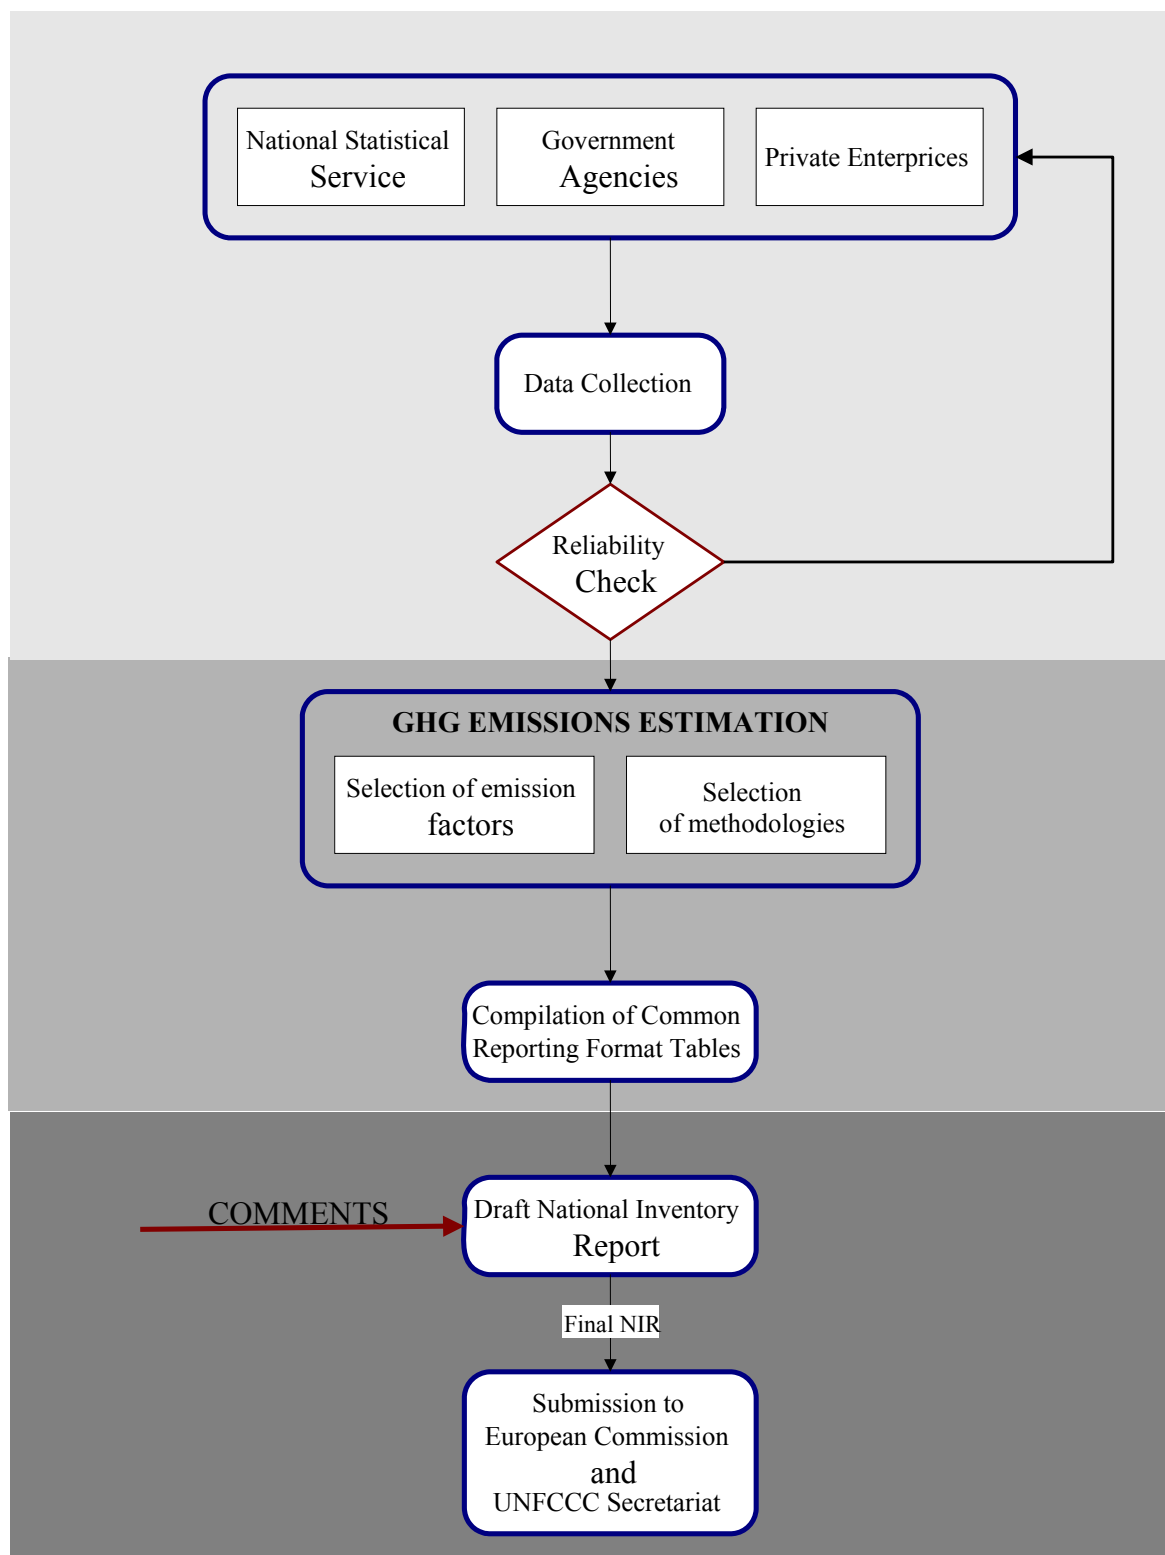 National Statistical
Service
Government
Agencies
Private Enterprices
Data Collection
Reliability
Check
GHG EMISSIONS ESTIMATION
Selection of emission
factors
Selection
of methodologies
Compilation of Common
Reporting Format Tables
COMMENTS
Draft National Inventory
Report
Final NIR
Submission to
European Commission
and
UNFCCC Secretariat